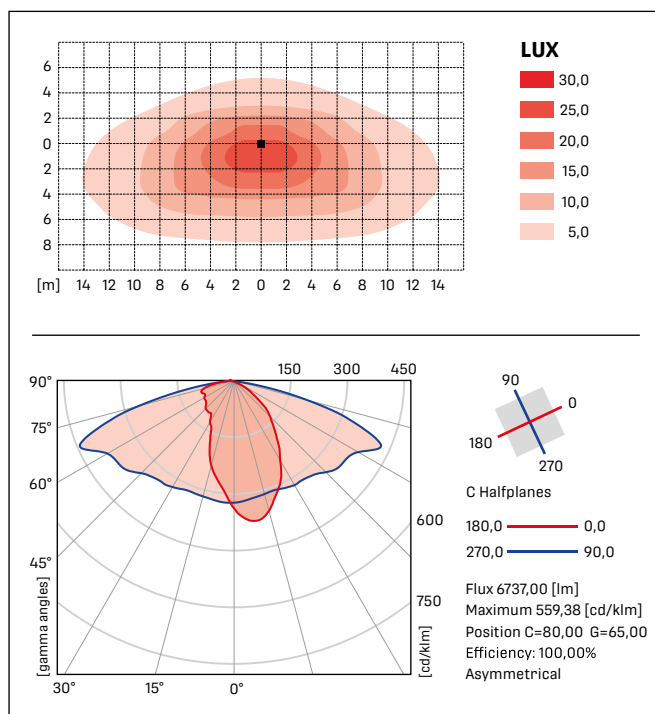 LUX
30,0
25,0
20,0
15,0
10,0
5,0
6
4
2
0
2
4
6
8
[m] 14 12 10 8 6 4 2 0 2 4 6 8 10 12 14
150 300 450
90°
75°
60°
45°
600
750
[gamma angles]
[cd/klm]
30° 15° 0°
90
0
180
270
C Halfplanes
180,0 0,0
270,0 90,0
Flux 6737,00 [lm]
Maximum 559,38 [cd/klm]
Position C=80,00 G=65,00
Efficiency: 100,00%
Asymmetrical